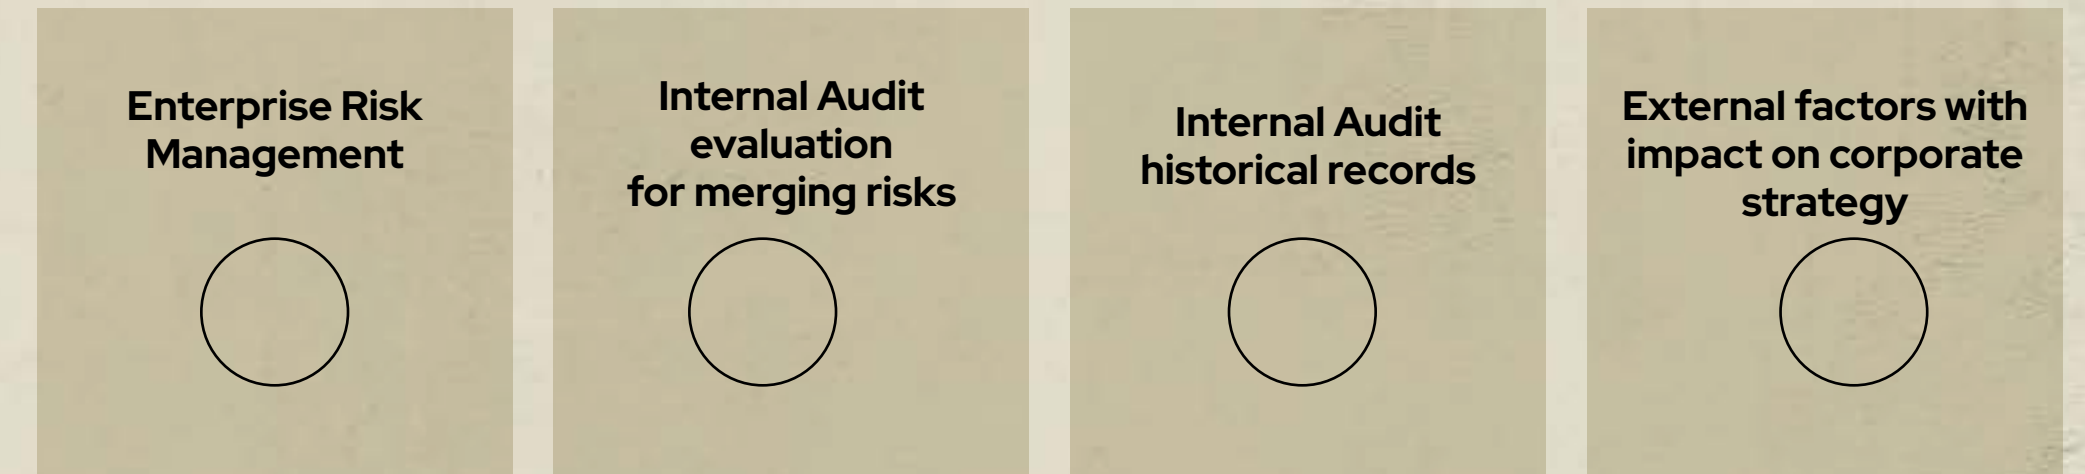 Enterprise Risk
Management
Internal Audit
evaluation
for merging risks
Internal Audit
historical records
External factors with
impact on corporate
strategy